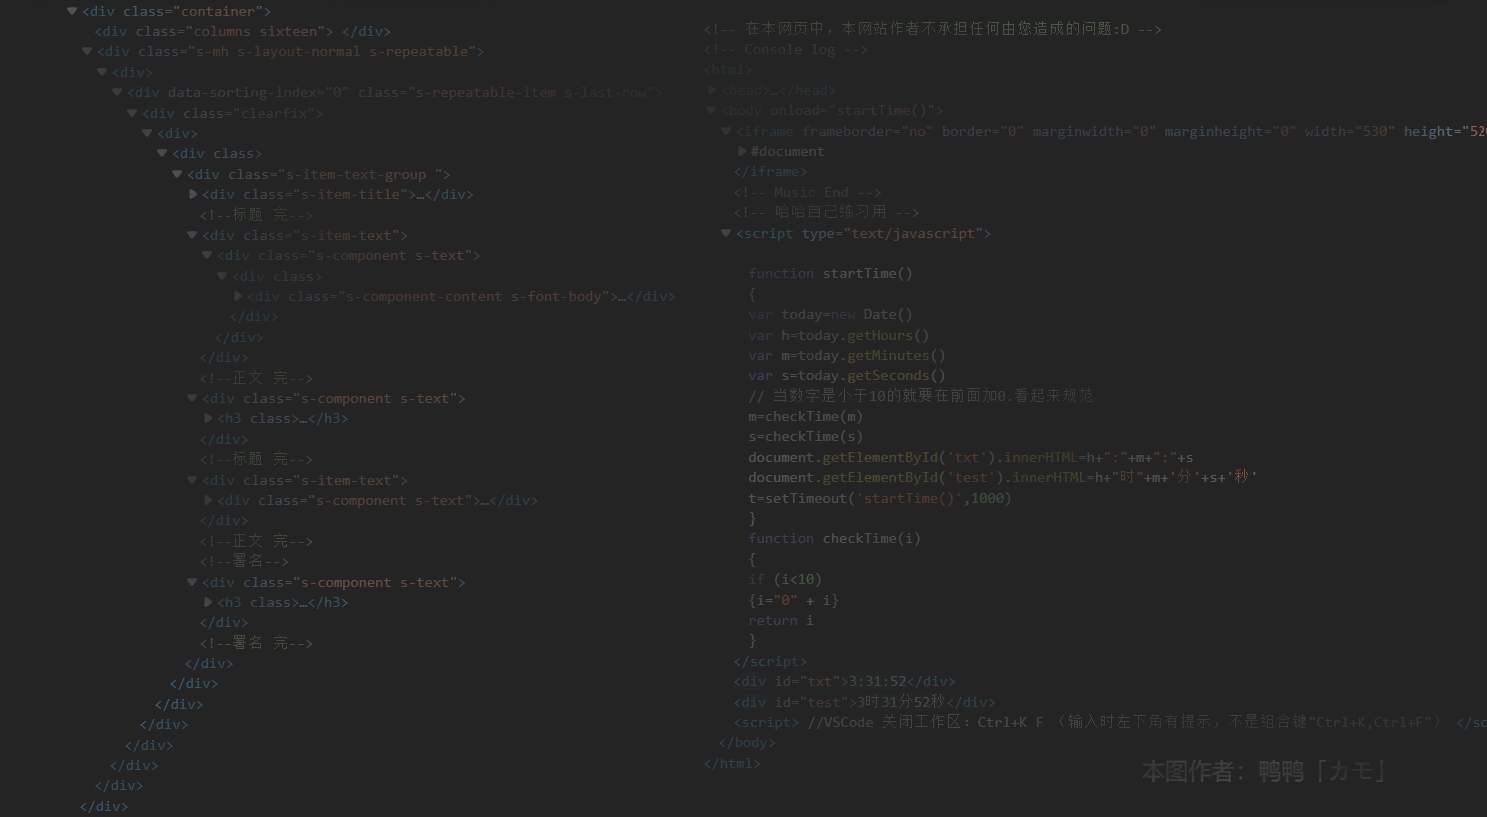 <div class="container">
<div class="columns sixteen"> </div>
<div class="s-mh s-layout-normal s-repeatable">
<div>
<div data-sorting-index="0" class="s-repeatable-item s-last-row">
<div class="clearfix">
<div>
<div class>
<div class="s-item-text-group ">
<div class="s-item-title">…</div>
<!--标题 完-->
<div class="s-item-text">
<div class="s-component s-text">
<div class>
<div class="s-component-content s-font-body">…</div>
</div>
</div>
</div>
<!--正文 完-->
<div class="s-component s-text">
<h3 class>…</h3>
</div>
<!--标题 完-->
<div class="s-item-text">
<div class="s-component s-text">…</div>
</div>
<!--正文 完-->
<!--署名-->
<div class="s-component s-text">
<h3 class>…</h3>
</div>
<!--署名 完-->
</div>
</div>
</div>
</div>
</div>
</div>
</div>
</div>
<!-- 在本网页中，本网站作者不承担任何由您造成的问题:D -->
<!-- Console log -->
<html>
<head>…</head>
<body onload="startTime()">
<iframe frameborder="no" border="0" marginwidth="0" marginheight="0" width="530" height="520
#document
</iframe>
<!-- Music End -->
<!-- 哈哈自己练习用 -->
<script type="text/javascript">
function startTime()
{
var today=new Date()
var h=today.getHours()
var m=today.getMinutes()
var s=today.getSeconds()
// 当数字是小于10的就要在前面加0.看起来规范
m=checkTime(m)
s=checkTime(s)
document.getElementById('txt').innerHTML=h+":"+m+":"+s
document.getElementById('test').innerHTML=h+"时"+m+'分'+s+'秒'
t=setTimeout('startTime()',1000)
}
function checkTime(i)
{
if (i<10)
{i="0" + i}
return i
}
</script>
<div id="txt">3:31:52</div>
<div id="test">3时31分52秒</div>
<script> //VSCode 关闭工作区：Ctrl+K F （输入时左下角有提示，不是组合键"Ctrl+K,Ctrl+F"） </sc
</body>
</html>
本图作者：鸭鸭「カモ」